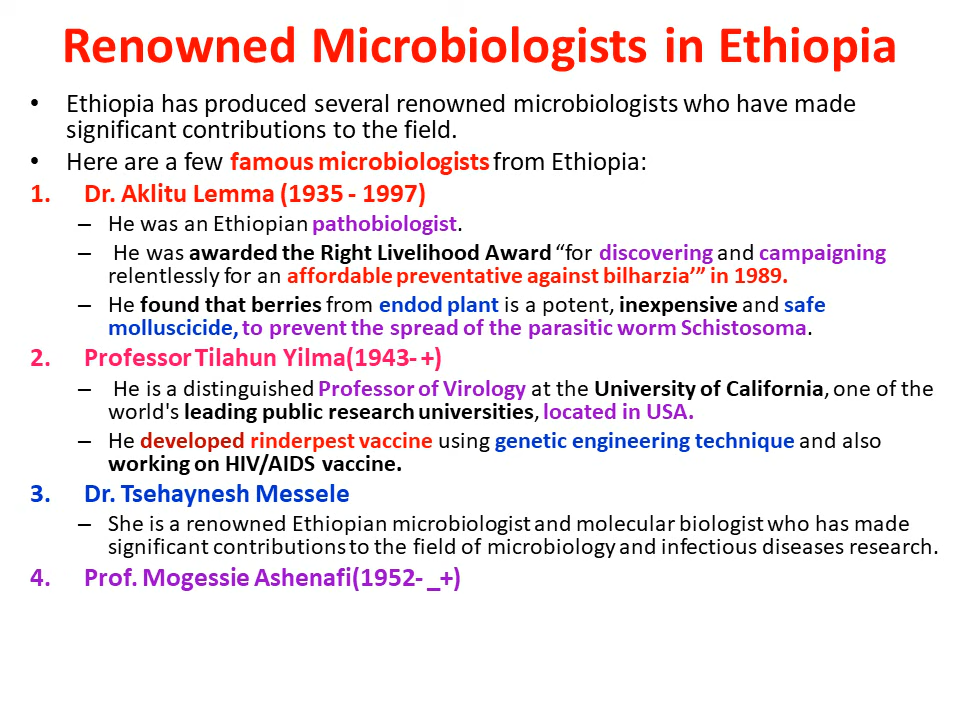 Renowned Microbiologists in Ethiopia
• Ethiopia has produced several renowned microbiologists who have made
significant contributions to the field.
• Here are a few famous microbiologists from Ethiopia:
1. Dr. Aklitu Lemma (1935 - 1997)
– He was an Ethiopian pathobiologist.
– He was awarded the Right Livelihood Award “for discovering and campaigning
relentlessly for an affordable preventative against bilharzia’” in 1989.
– He found that berries from endod plant is a potent, inexpensive and safe
molluscicide, to prevent the spread of the parasitic worm Schistosoma.
2. Professor Tilahun Yilma(1943- +)
– He is a distinguished Professor of Virology at the University of California, one of the
world's leading public research universities, located in USA.
– He developed rinderpest vaccine using genetic engineering technique and also
working on HIV/AIDS vaccine.
3. Dr. Tsehaynesh Messele
– She is a renowned Ethiopian microbiologist and molecular biologist who has made
significant contributions to the field of microbiology and infectious diseases research.
4. Prof. Mogessie Ashenafi(1952- _+)